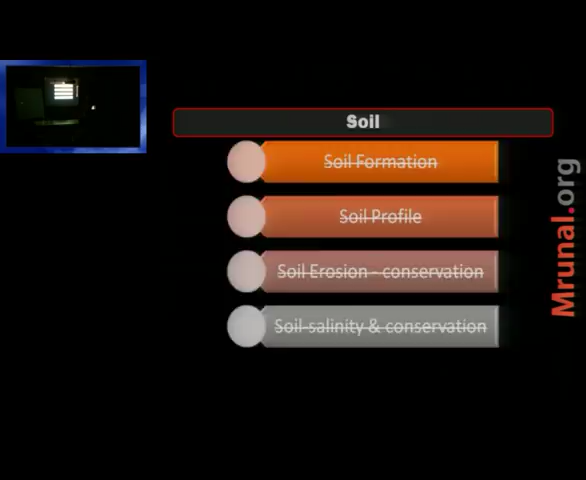 Soil
Soil Formation
Soil Profile
Soil Erosion - conservation
Soil-salinity & conservation
Mrunal.org